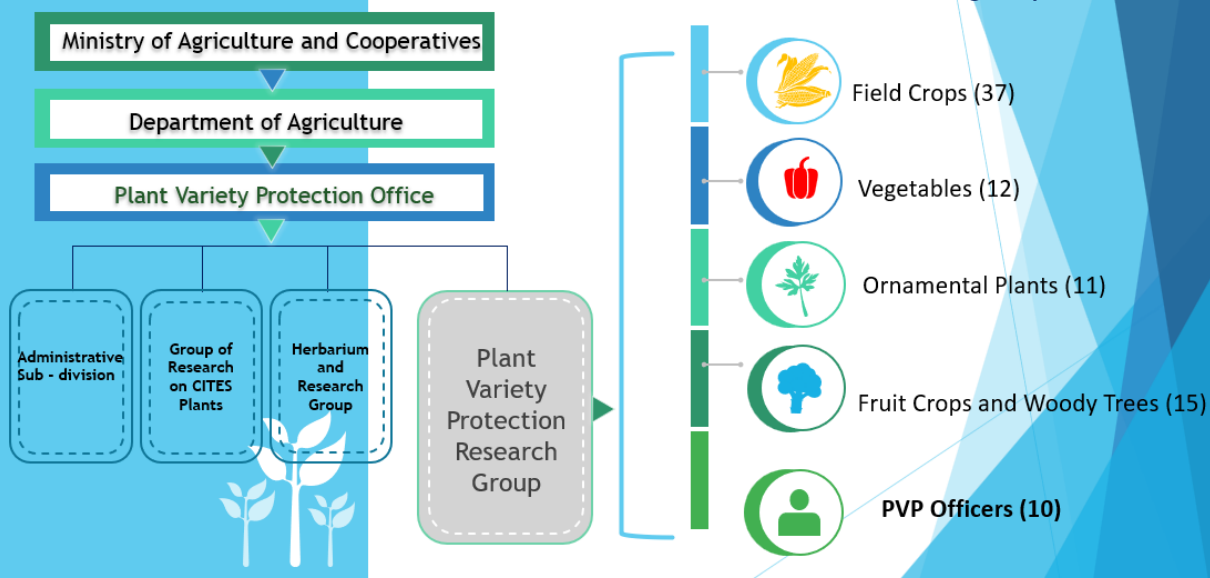 Ministry of Agriculture and Cooperatives
Department of Agriculture
Plant Variety Protection Office
Administrative
Sub - division
Group of
Research
on CITES
Plants
Herbarium
and
Research
Group
Plant
Variety
Protection
Research
Group
Field Crops (37)
Vegetables (12)
Ornamental Plants (11)
Fruit Crops and Woody Trees (15)
PVP Officers (10)